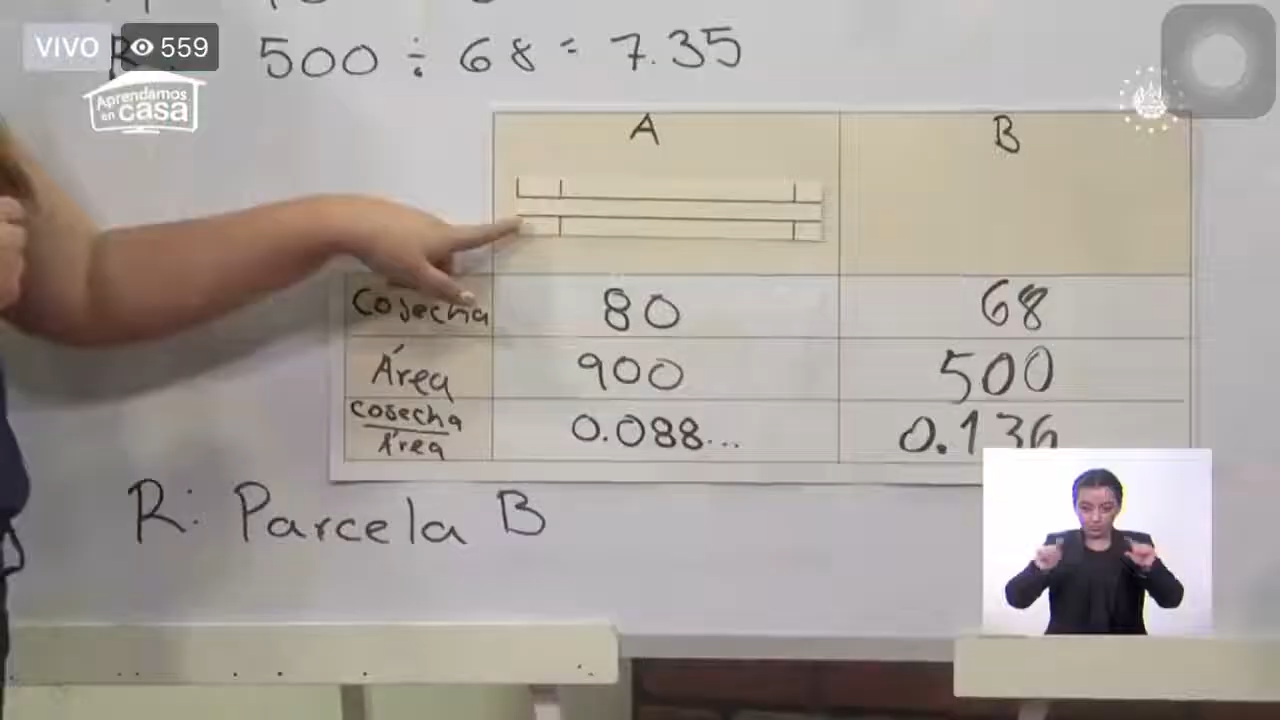 VIVO 559
500 ÷ 68 = 7.35
Aprendamos
en casa
A B
Cosecha 80 68
Área 900 500
Cosecha
Área 0.088... 0.136
R: Parcela B